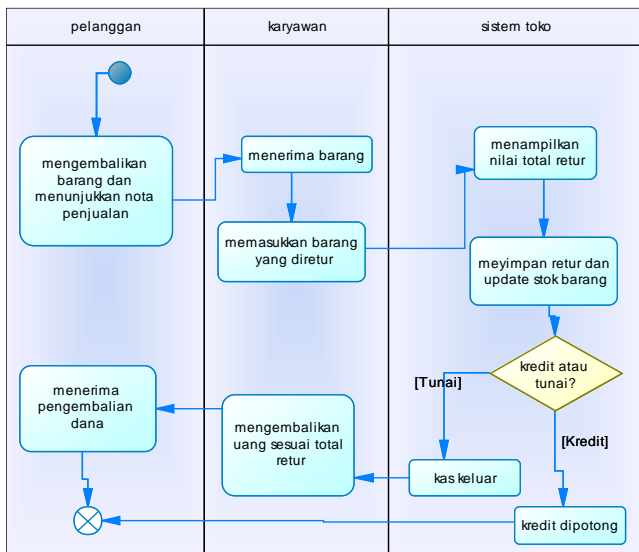 pelanggan
karyawan
sistem toko
mengembalikan
barang dan
menunjukkan nota
penjualan
menerima barang
memasukkan barang
yang diretur
menampilkan
nilai total retur
meyimpan retur dan
update stok barang
kredit atau
tunai?
[Tunai]
[Kredit]
kas keluar
mengembalikan
uang sesuai total
retur
menerima
pengembalian
dana
kredit dipotong